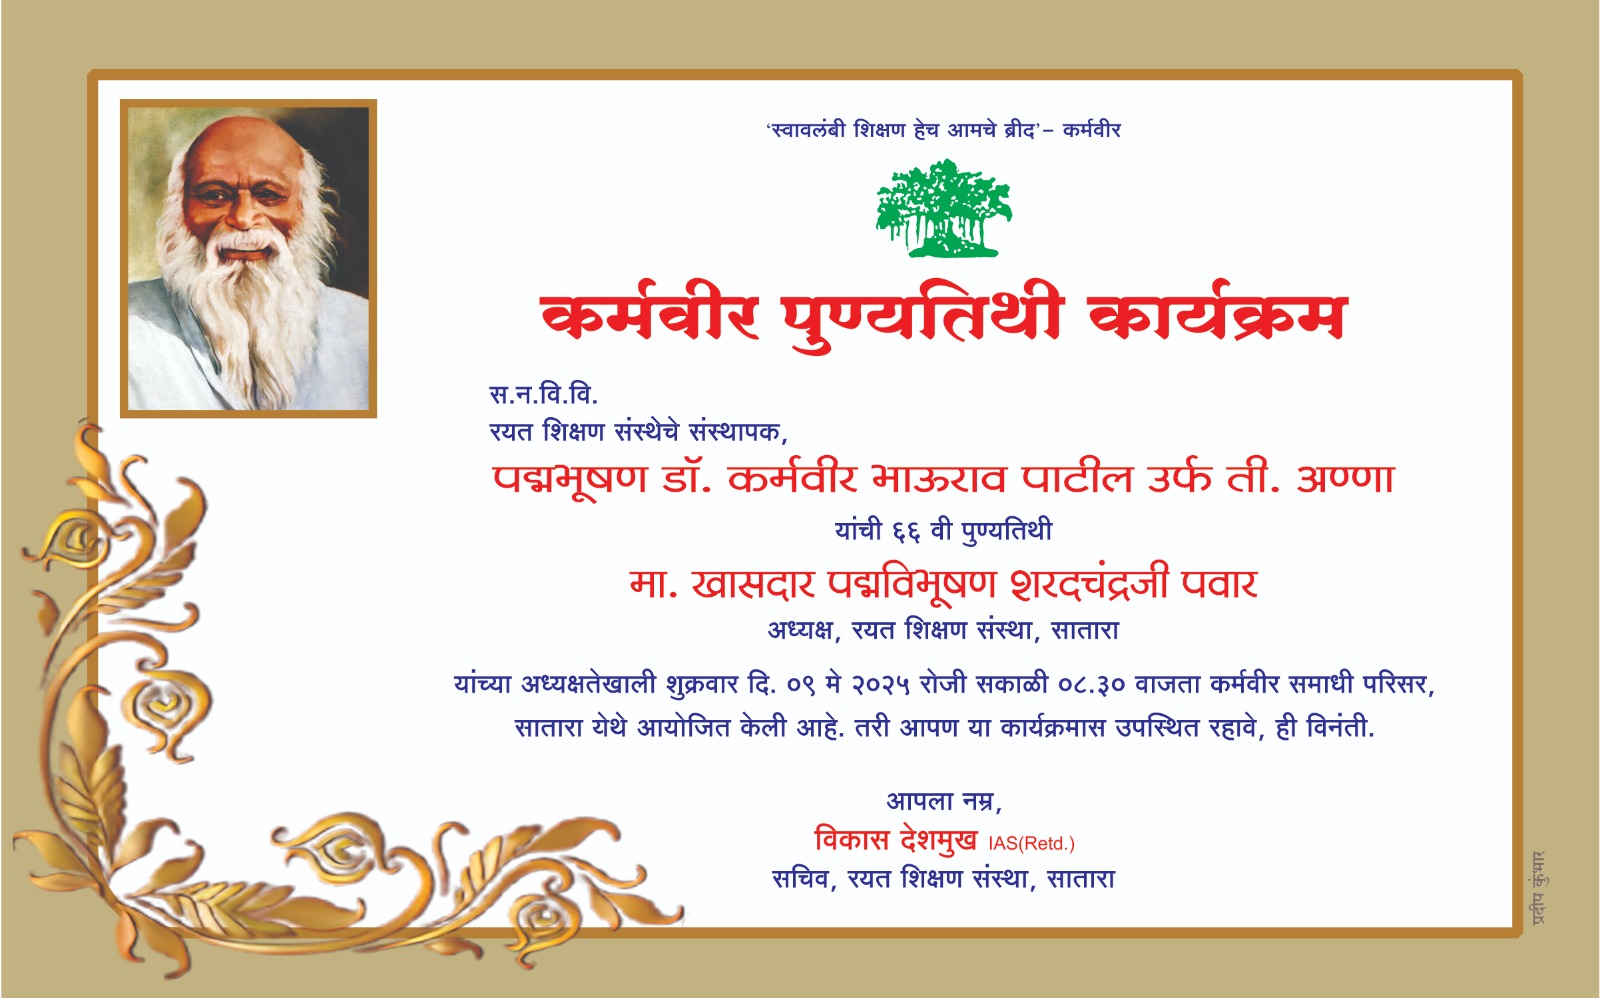 ‘स्वावलंबी शिक्षण हेच आमचे ब्रीद’– कर्मवीर
कर्मवीर पुण्यतिथी कार्यक्रम
स.न.वि.वि.
रयत शिक्षण संस्थेचे संस्थापक,
पद्मभूषण डॉ. कर्मवीर भाऊराव पाटील उर्फ ती. अण्णा
यांची ६६ वी पुण्यतिथी
मा. खासदार पद्मविभूषण शरदचंद्रजी पवार
अध्यक्ष, रयत शिक्षण संस्था, सातारा
यांच्या अध्यक्षतेखाली शुक्रवार दि. ०९ मे २०२५ रोजी सकाळी ०८.३० वाजता कर्मवीर समाधी परिसर,
सातारा येथे आयोजित केली आहे. तरी आपण या कार्यक्रमास उपस्थित रहावे, ही विनंती.
आपला नम्र,
विकास देशमुख IAS(Retd.)
सचिव, रयत शिक्षण संस्था, सातारा
प्रदीप कुंभार